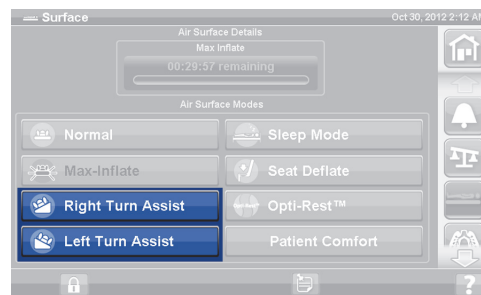 Surface
Oct 30, 2012 2:12 AM
Air Surface Details
Max Inflate
00:29:57 remaining
Air Surface Modes
Normal
Sleep Mode
Max-Inflate
Seat Deflate
Right Turn Assist
Opti-Rest™
Left Turn Assist
Patient Comfort
?